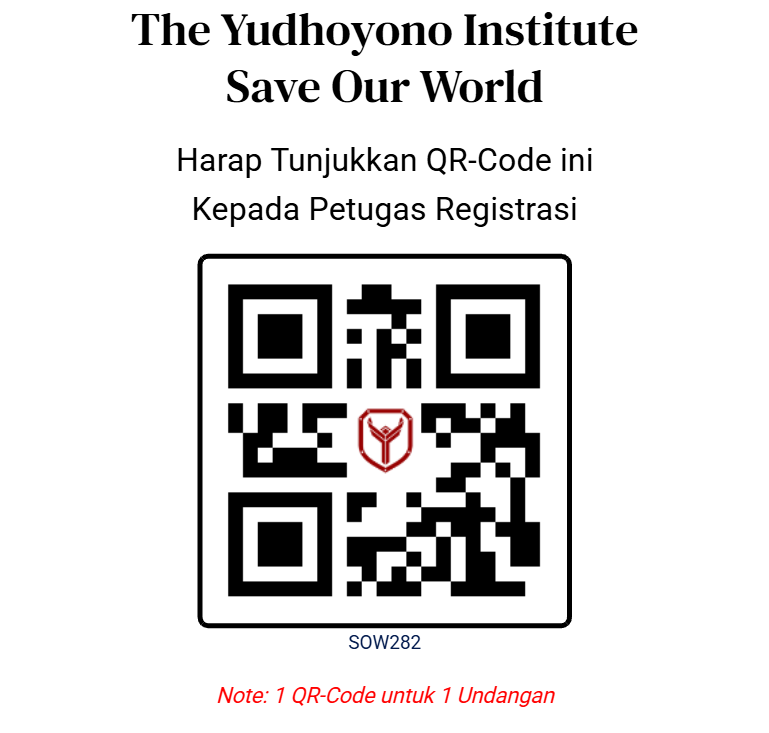 The Yudhoyono Institute
Save Our World
Harap Tunjukkan QR-Code ini
Kepada Petugas Registrasi
SOW282
Note: 1 QR-Code untuk 1 Undangan